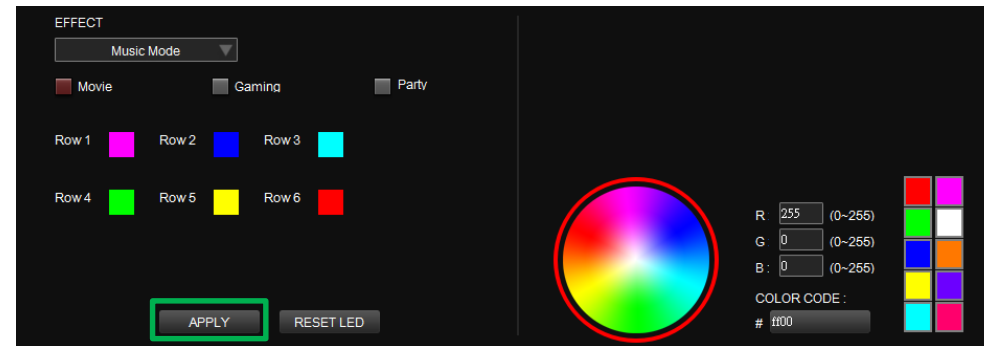 EFFECT
Music Mode
Movie Gaming Party
Row 1 Row 2 Row 3
Row 4 Row 5 Row 6
APPLY RESET LED
R 255 (0~255)
G 0 (0~255)
B : 0 (0~255)
COLOR CODE :
# ff00